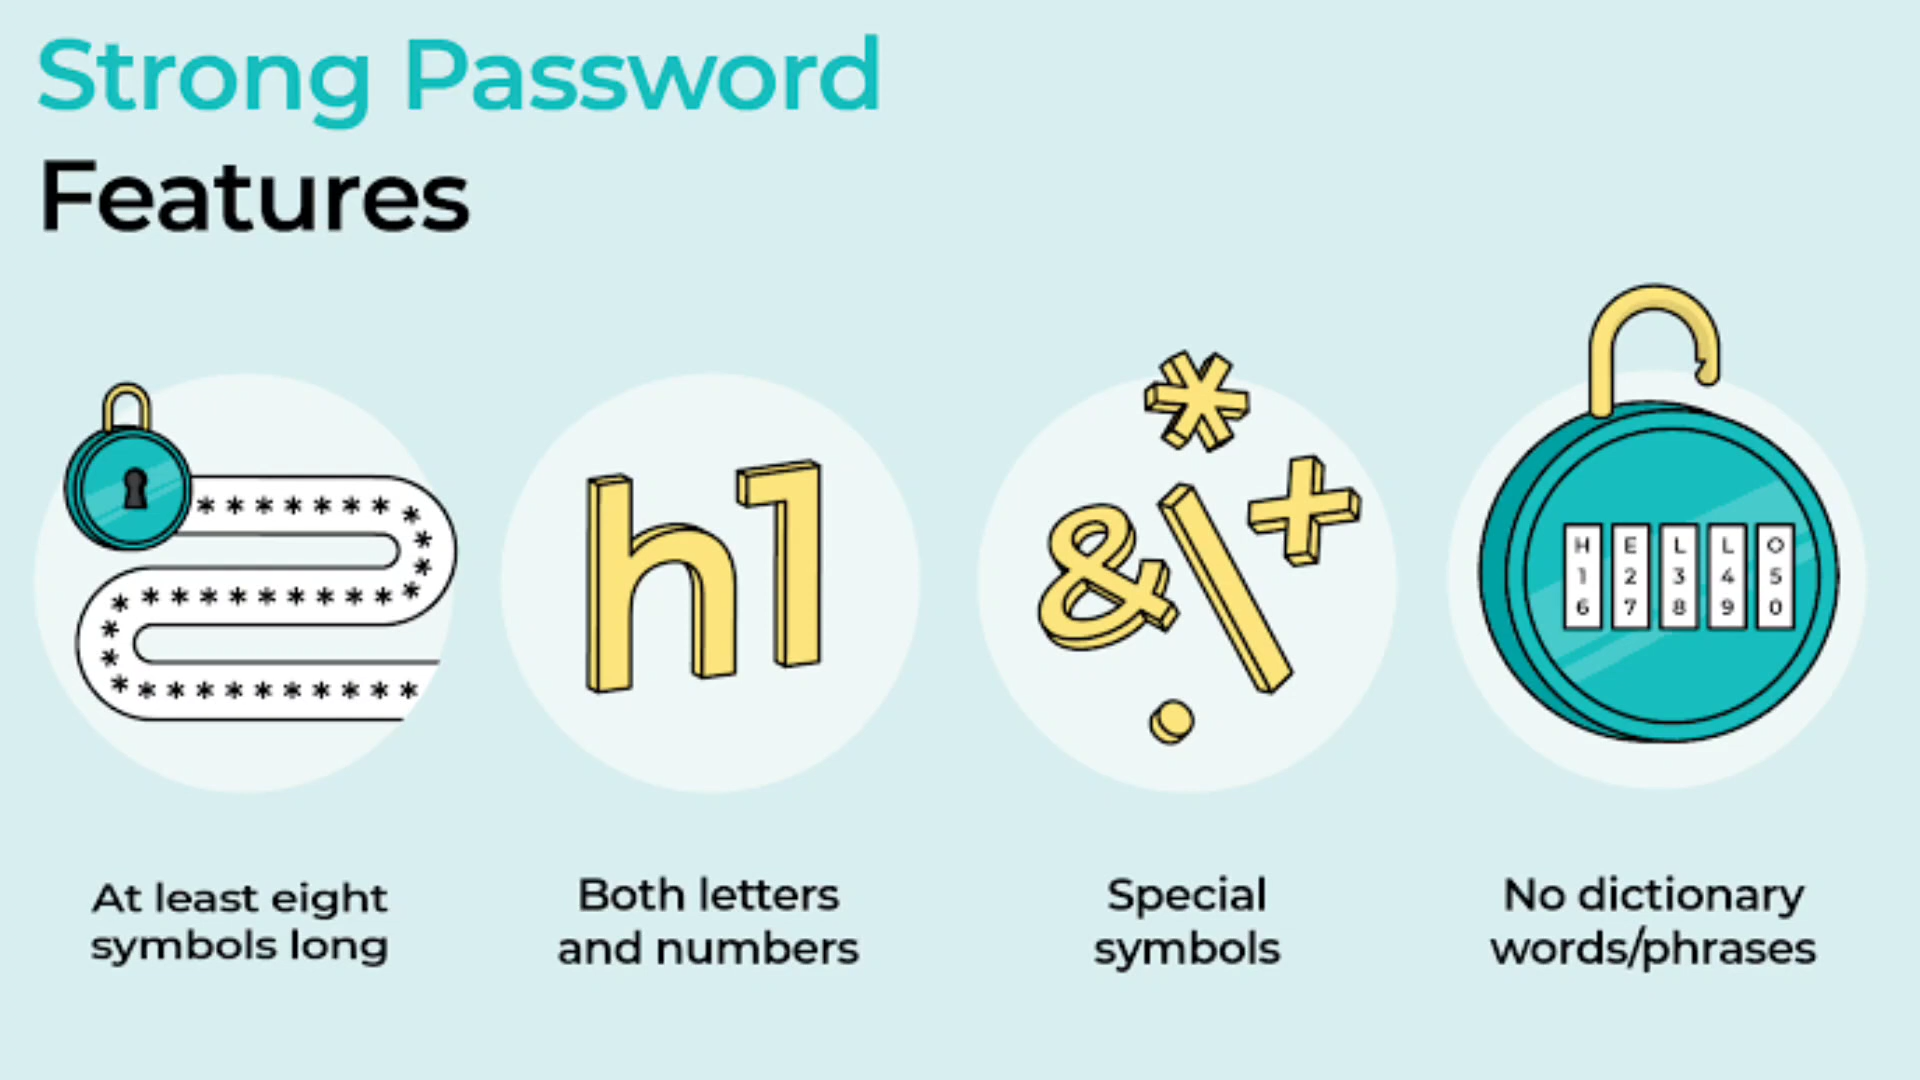 Strong Password
Features
* * * * * * * * * * * * * * * * * * * * * * * * * * * * * * * * * * *
h1
* & \ + .
H E L L O
1 2 3 4 5
6 7 8 9 0
At least eight
symbols long
Both letters
and numbers
Special
symbols
No dictionary
words/phrases